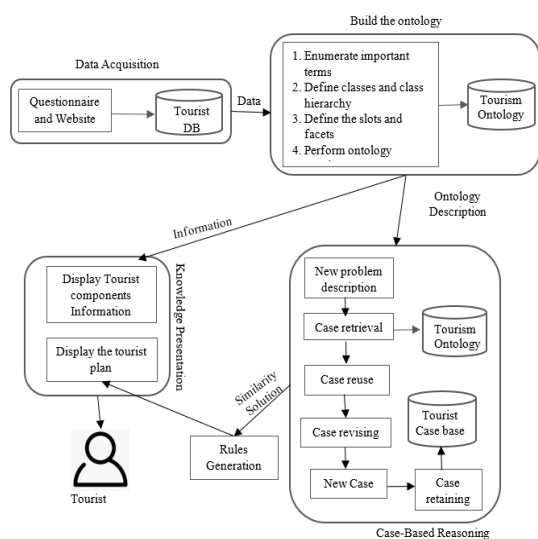 Build the ontology
Data Acquisition
Questionnaire
and Website
Tourist
DB
Data
1. Enumerate important
terms
2. Define classes and class
hierarchy
3. Define the slots and
facets
4. Perform ontology
Tourism
Ontology
Information
Ontology
Description
Display Tourist
components
Information
Display the tourist
plan
Knowledge Presentation
Tourist
Similarity
Solution
Rules
Generation
New problem
description
Case retrieval
Tourism
Ontology
Case reuse
Case revising
Tourist
Case base
New Case
Case
retaining
Case-Based Reasoning